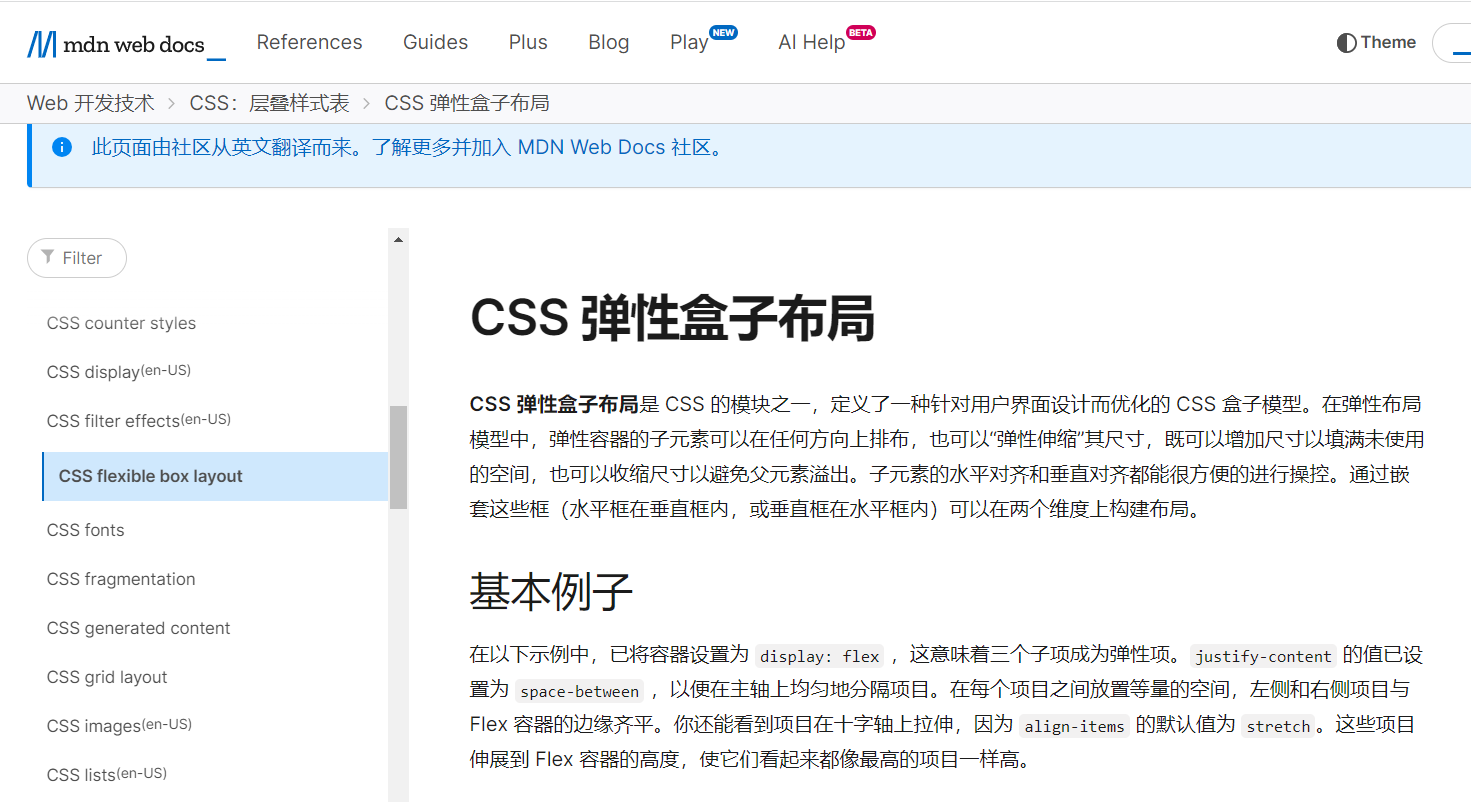 mdn web docs_ References Guides Plus Blog Play NEW AI Help BETA Theme
Web 开发技术 > CSS：层叠样式表 > CSS 弹性盒子布局
此页面由社区从英文翻译而来。了解更多并加入 MDN Web Docs 社区。
Filter
CSS counter styles
CSS display(en-US)
CSS filter effects(en-US)
CSS flexible box layout
CSS fonts
CSS fragmentation
CSS generated content
CSS grid layout
CSS images(en-US)
CSS lists(en-US)
CSS 弹性盒子布局
CSS 弹性盒子布局是 CSS 的模块之一，定义了一种针对用户界面设计而优化的 CSS 盒子模型。在弹性布局
模型中，弹性容器的子元素可以在任何方向上排布，也可以“弹性伸缩”其尺寸，既可以增加尺寸以填满未使用
的空间，也可以收缩尺寸以避免父元素溢出。子元素的水平对齐和垂直对齐都能很方便的进行操控。通过嵌
套这些框（水平框在垂直框内，或垂直框在水平框内）可以在两个维度上构建布局。
基本例子
在以下示例中，已将容器设置为 display: flex ，这意味着三个子项成为弹性项。justify-content 的值已设
置为 space-between ，以便在主轴上均匀地分隔项目。在每个项目之间放置等量的空间，左侧和右侧项目与
Flex 容器的边缘齐平。你还能看到项目在十字轴上拉伸，因为 align-items 的默认值为 stretch。这些项目
伸展到 Flex 容器的高度，使它们看起来都像最高的项目一样高。